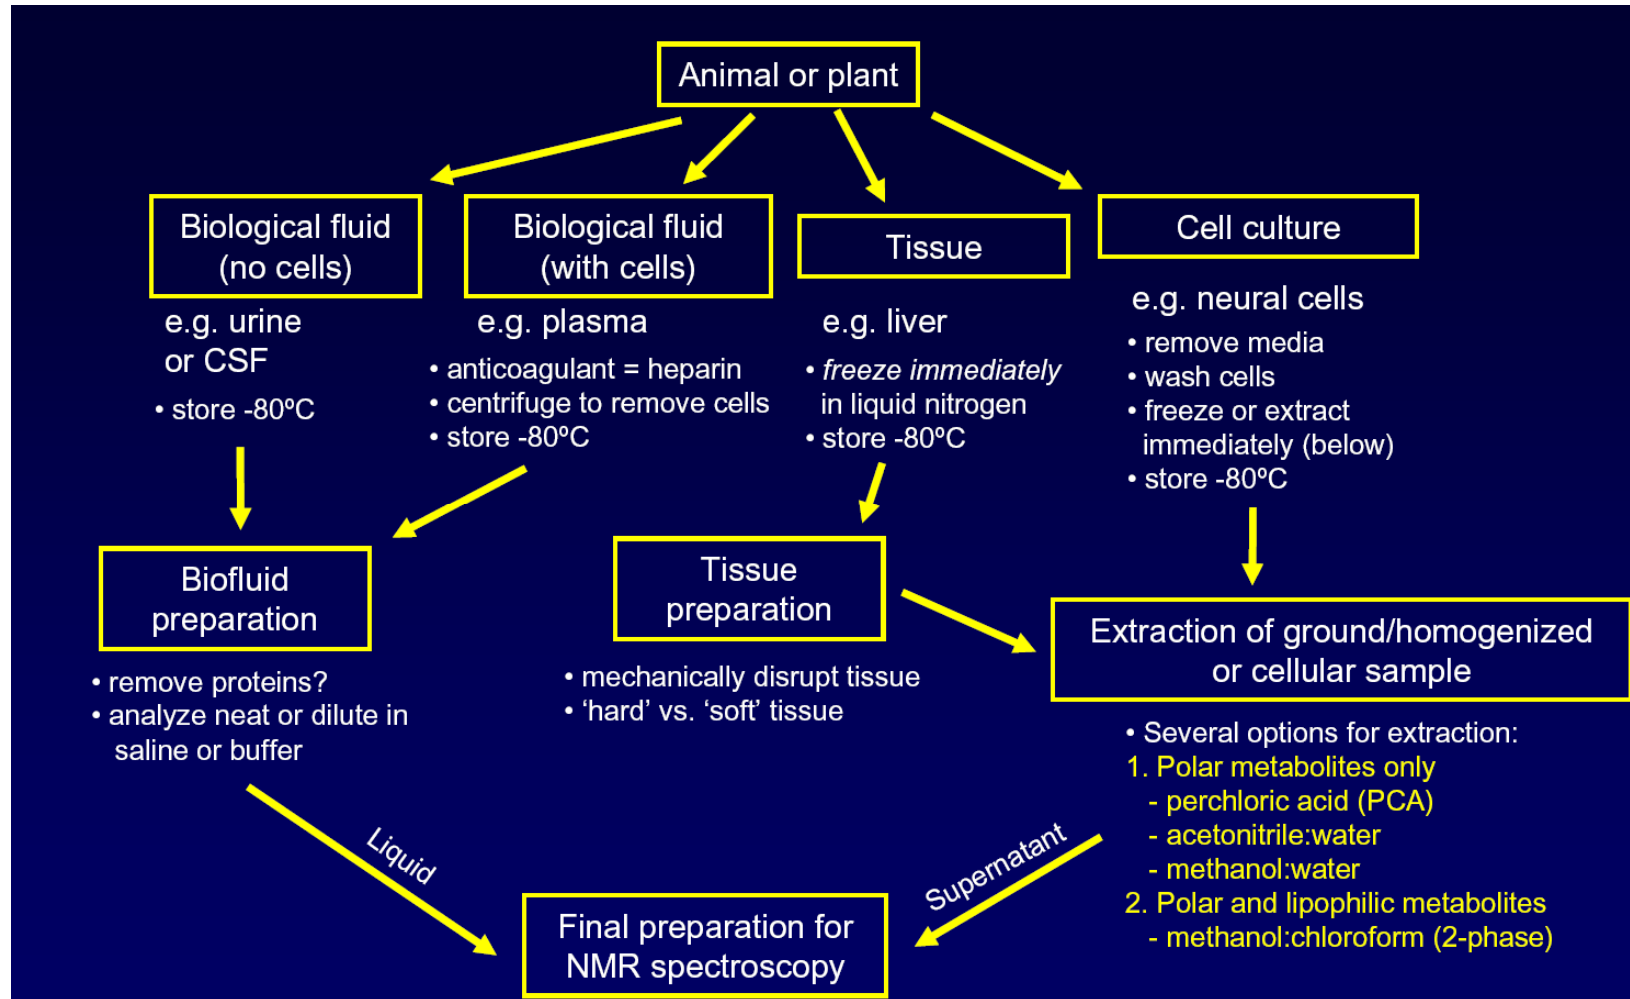 Animal or plant
Biological fluid
(no cells)
e.g. urine
or CSF
• store -80ºC
Biological fluid
(with cells)
e.g. plasma
• anticoagulant = heparin
• centrifuge to remove cells
• store -80ºC
Tissue
e.g. liver
• freeze immediately
in liquid nitrogen
• store -80ºC
Cell culture
e.g. neural cells
• remove media
• wash cells
• freeze or extract
immediately (below)
• store -80ºC
Biofluid
preparation
• remove proteins?
• analyze neat or dilute in
saline or buffer
Tissue
preparation
• mechanically disrupt tissue
• ‘hard’ vs. ‘soft’ tissue
Extraction of ground/homogenized
or cellular sample
• Several options for extraction:
1. Polar metabolites only
- perchloric acid (PCA)
- acetonitrile:water
- methanol:water
2. Polar and lipophilic metabolites
- methanol:chloroform (2-phase)
Liquid
Supernatant
Final preparation for
NMR spectroscopy